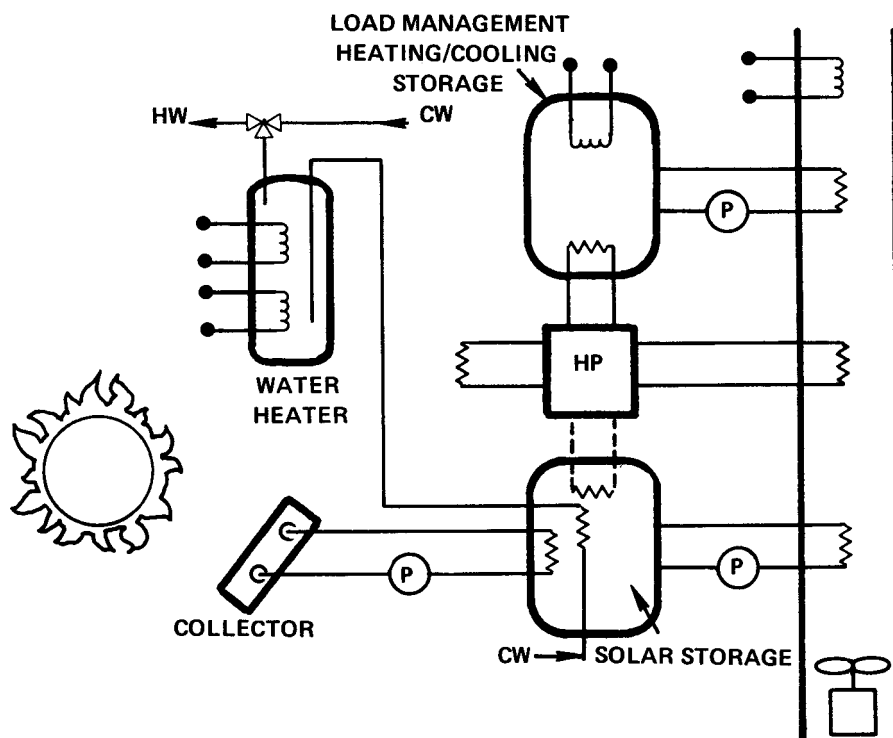 LOAD MANAGEMENT
HEATING/COOLING
STORAGE
HW
CW
P
HP
WATER
HEATER
P
P
COLLECTOR
CW
SOLAR STORAGE